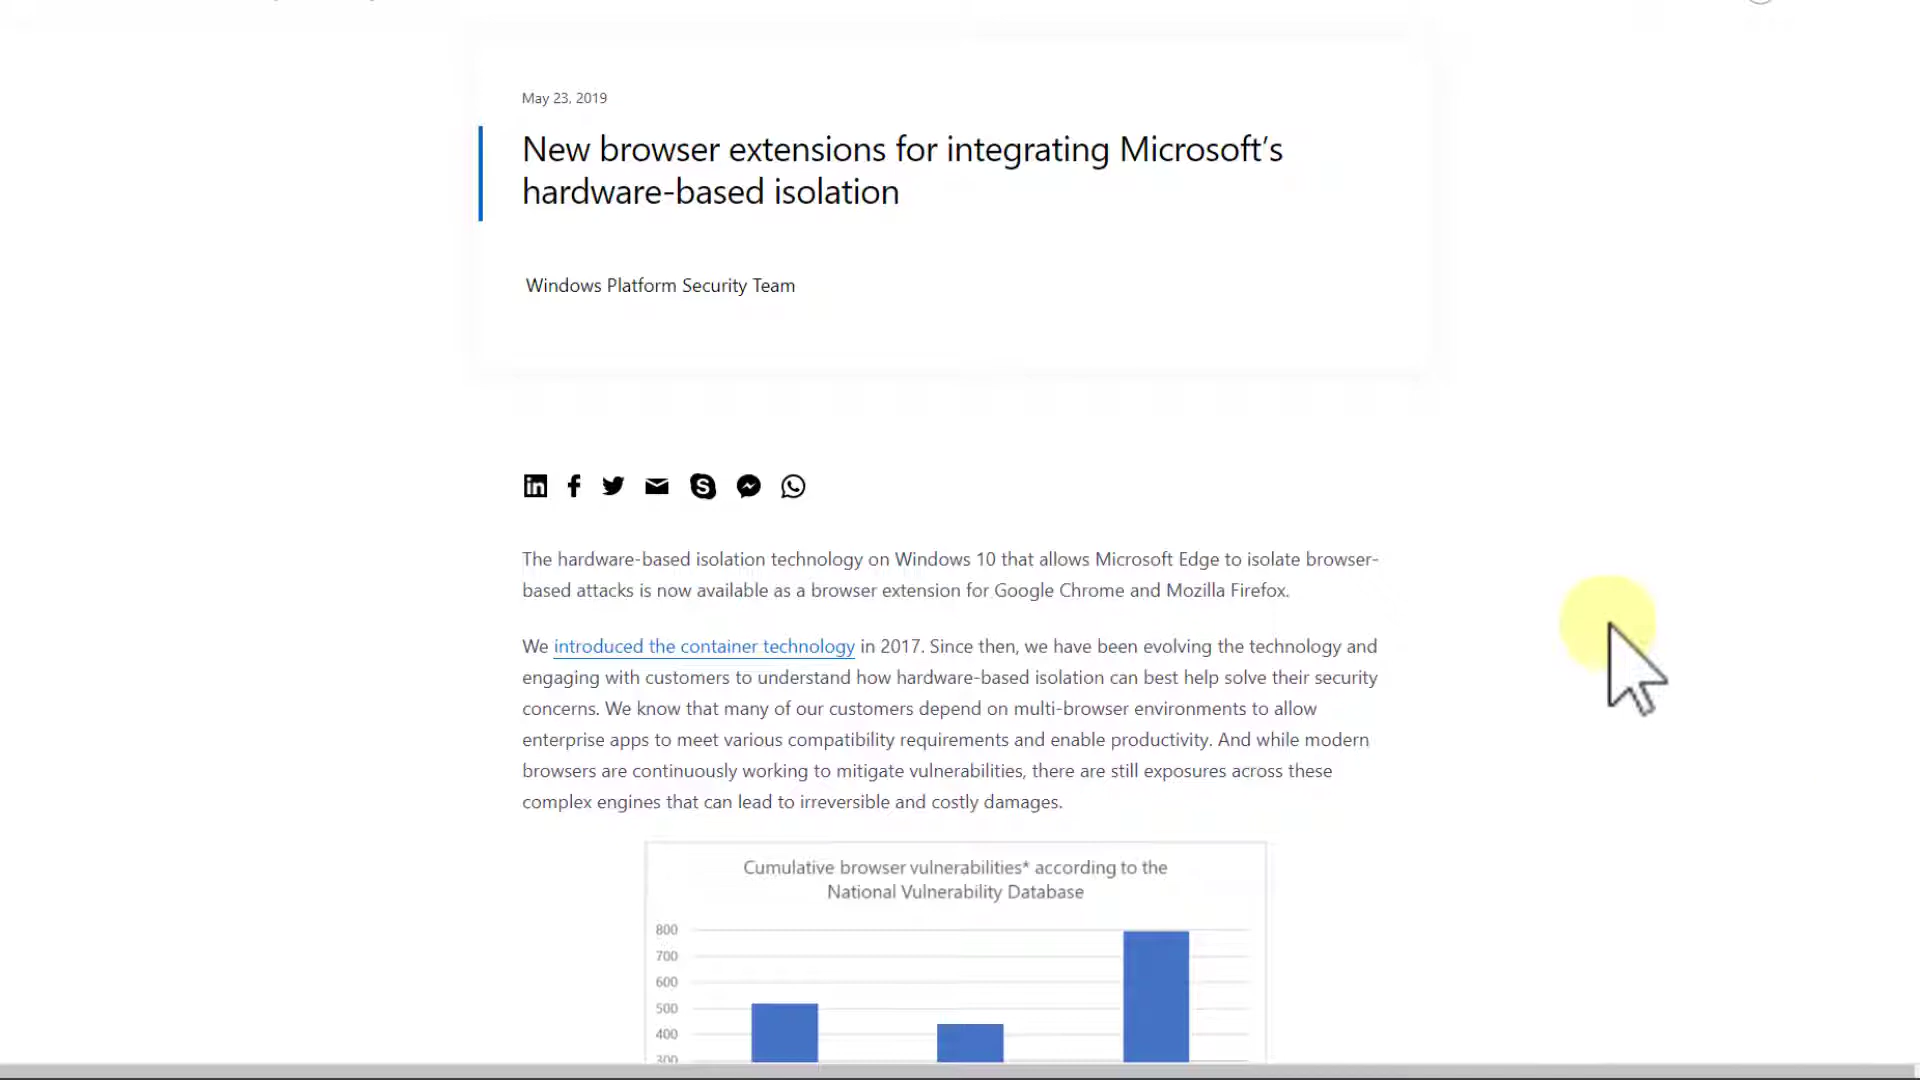 May 23, 2019
New browser extensions for integrating Microsoft’s
hardware-based isolation
Windows Platform Security Team
The hardware-based isolation technology on Windows 10 that allows Microsoft Edge to isolate browser-
based attacks is now available as a browser extension for Google Chrome and Mozilla Firefox.
We introduced the container technology in 2017. Since then, we have been evolving the technology and
engaging with customers to understand how hardware-based isolation can best help solve their security
concerns. We know that many of our customers depend on multi-browser environments to allow
enterprise apps to meet various compatibility requirements and enable productivity. And while modern
browsers are continuously working to mitigate vulnerabilities, there are still exposures across these
complex engines that can lead to irreversible and costly damages.
Cumulative browser vulnerabilities* according to the
National Vulnerability Database
800
700
600
500
400
300